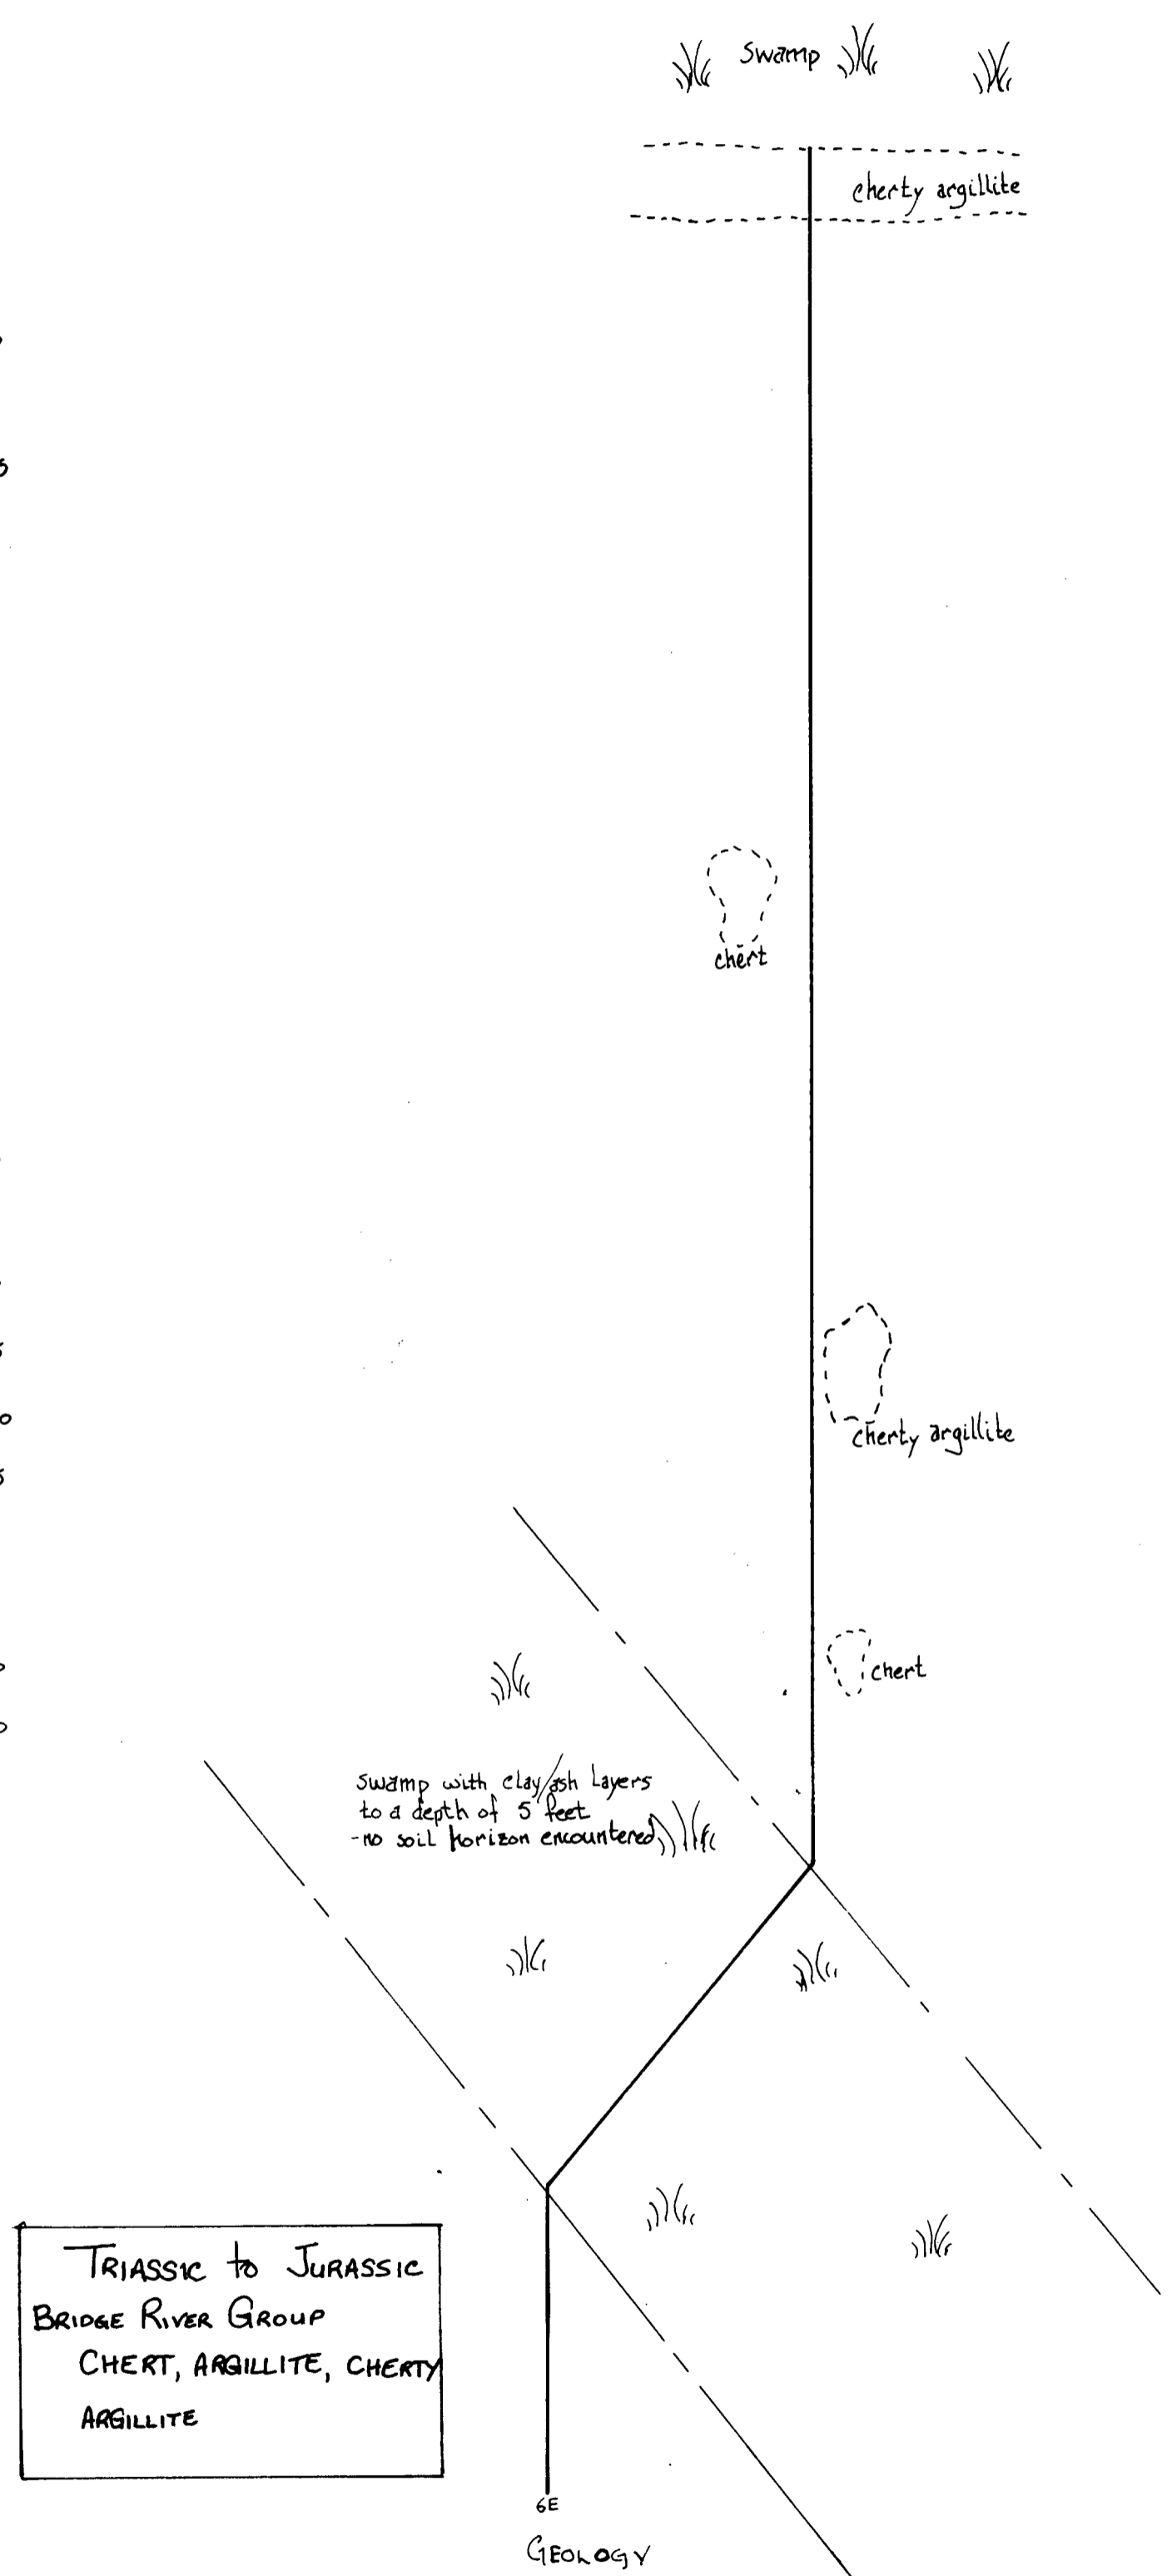 Swamp
cherty argillite
chert
cherty argillite
chert
swamp with clay/ash Layers
to a depth of 5 feet
-no soil horizon encountered
TRIASSIC to JURASSIC
BRIDGE RIVER GROUP
CHERT, ARGILLITE, CHERTY
ARGILLITE
6E
GEOLOGY